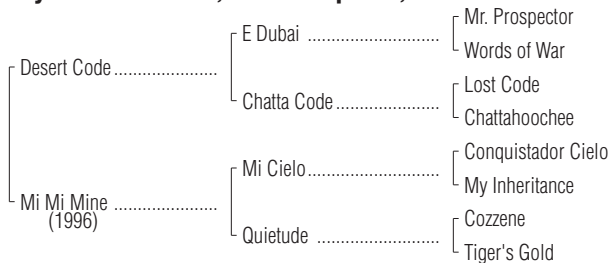 Mr. Prospector
E Dubai ............................
Words of War
Desert Code ......................
Lost Code
Chatta Code ......................
Chattahoochee
Conquistador Cielo
Mi Cielo ............................
My Inheritance
Mi Mi Mine ......................
(1996)
Cozzene
Quietude ..........................
Tiger's Gold